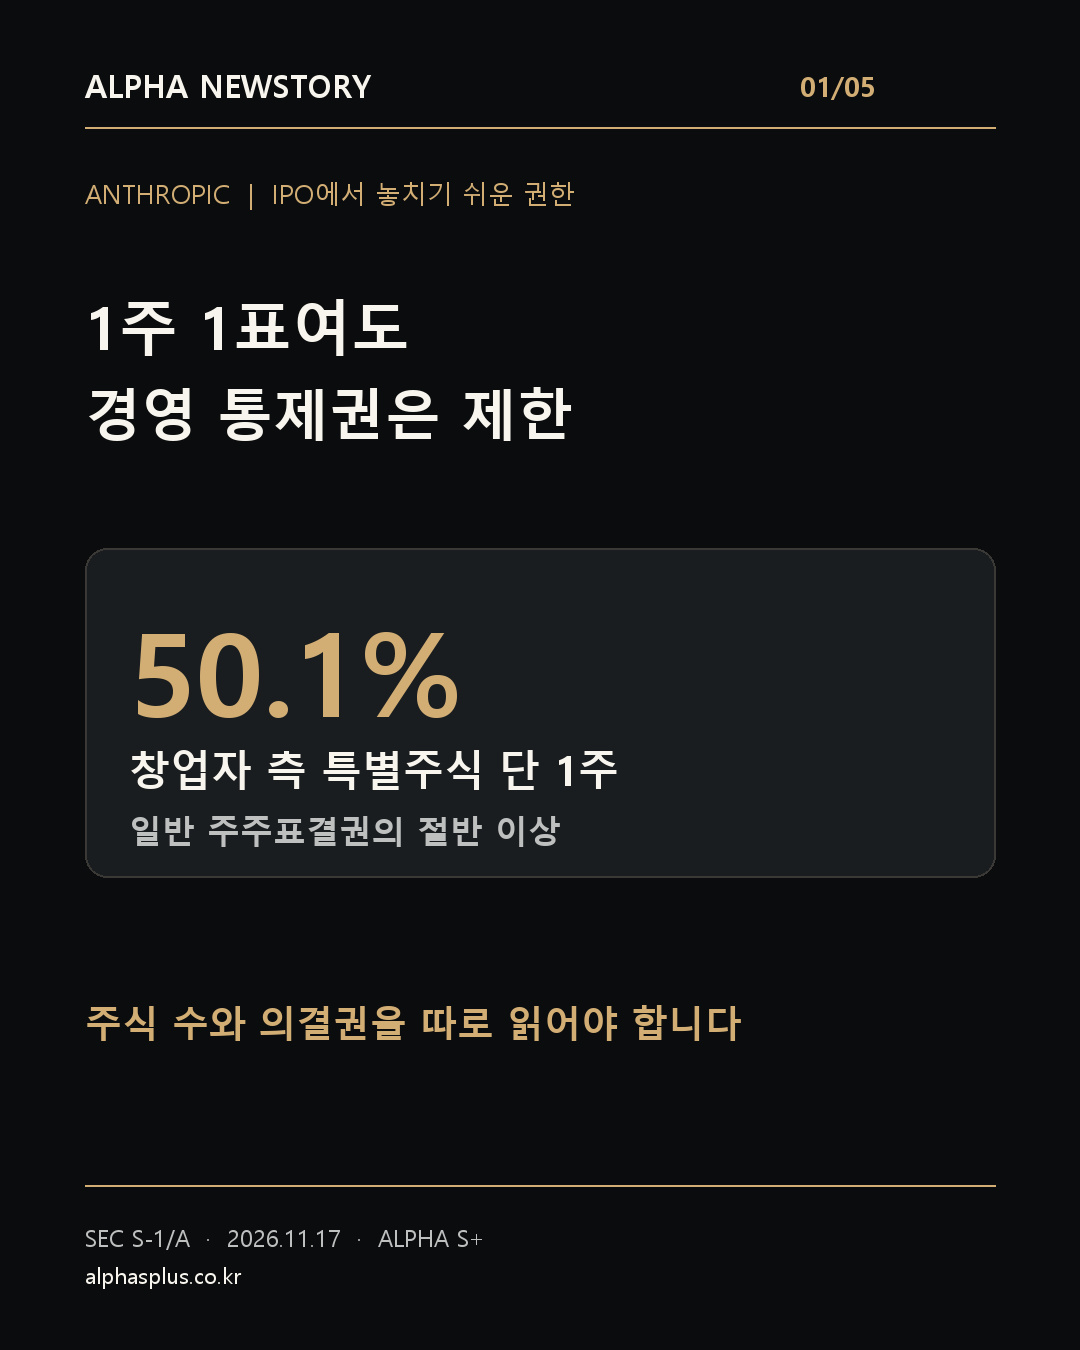 ALPHA NEWSTORY
01/05
ANTHROPIC | IPO에서 놓치기 쉬운 권한
1주 1표여도
경영 통제권은 제한
50.1%
창업자 측 특별주식 단 1주
일반 주주표결권의 절반 이상
주식 수와 의결권을 따로 읽어야 합니다
SEC S-1/A · 2026.11.17 · ALPHA S+
alphasplus.co.kr